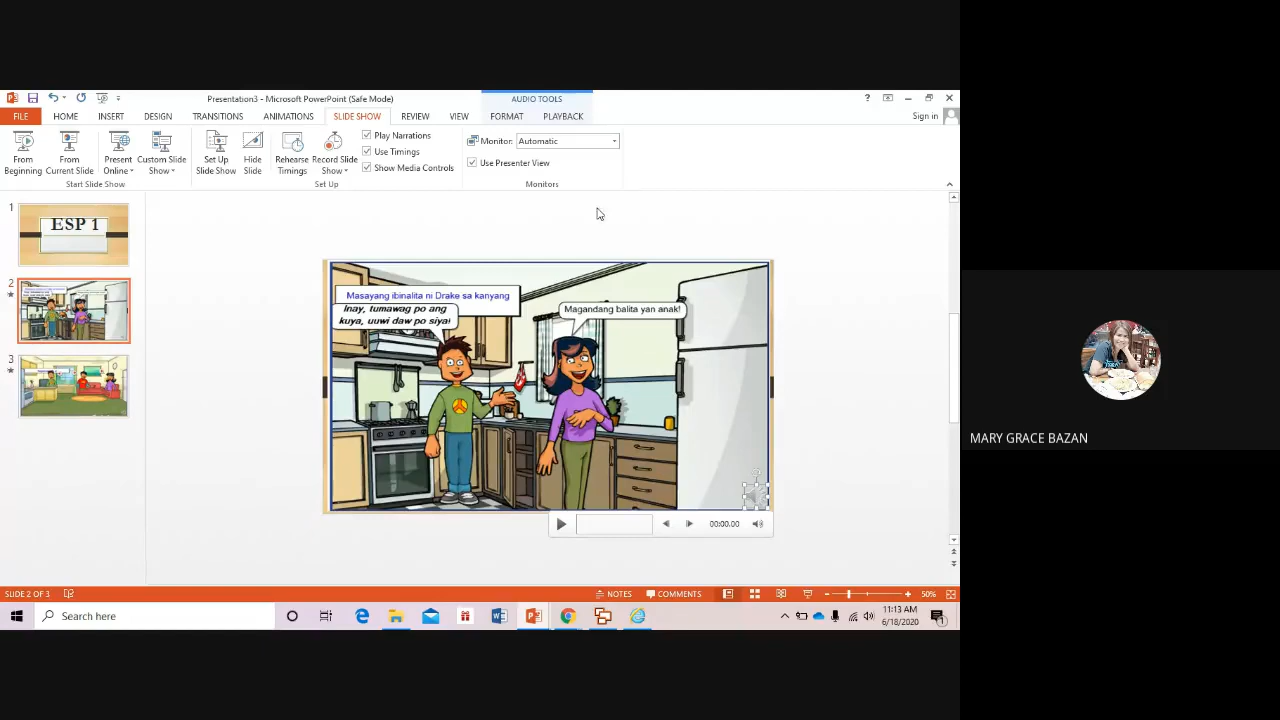 Presentation3 - Microsoft PowerPoint (Safe Mode)
AUDIO TOOLS
?
FILE
HOME
INSERT
DESIGN
TRANSITIONS
ANIMATIONS
SLIDE SHOW
REVIEW
VIEW
FORMAT
PLAYBACK
Sign in
From Beginning
From Current Slide
Present Online
Custom Slide Show
Set Up Slide Show
Hide Slide
Rehearse Timings
Record Slide Show
Play Narrations
Use Timings
Show Media Controls
Monitor: Automatic
Use Presenter View
Start Slide Show
Set Up
Monitors
1
ESP 1
2
3
Masayang ibinalita ni Drake sa kanyang
Inay, tumawag po ang
kuya, uuwi daw po siya!
Magandang balita yan anak!
00:00.00
MARY GRACE BAZAN
SLIDE 2 OF 3
NOTES
COMMENTS
50%
Search here
11:13 AM
6/18/2020